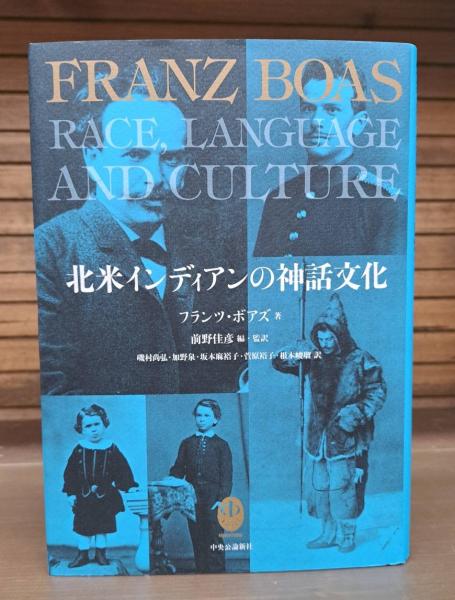 FRANZ BOAS
RACE, LANGUAGE
AND CULTURE
北米インディアンの神話文化
フランツ・ボアズ 著
前野佳彦 編・監訳
磯村尚弘・加野泉・坂本麻裕子・菅原裕子・根本峻瑠 訳
中央公論新社